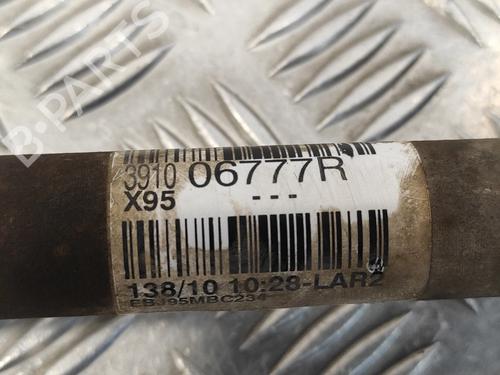 B-PARTS
3910 06777R
X95 ---
138/10 10:28-LAR2
EBJ95MBC234